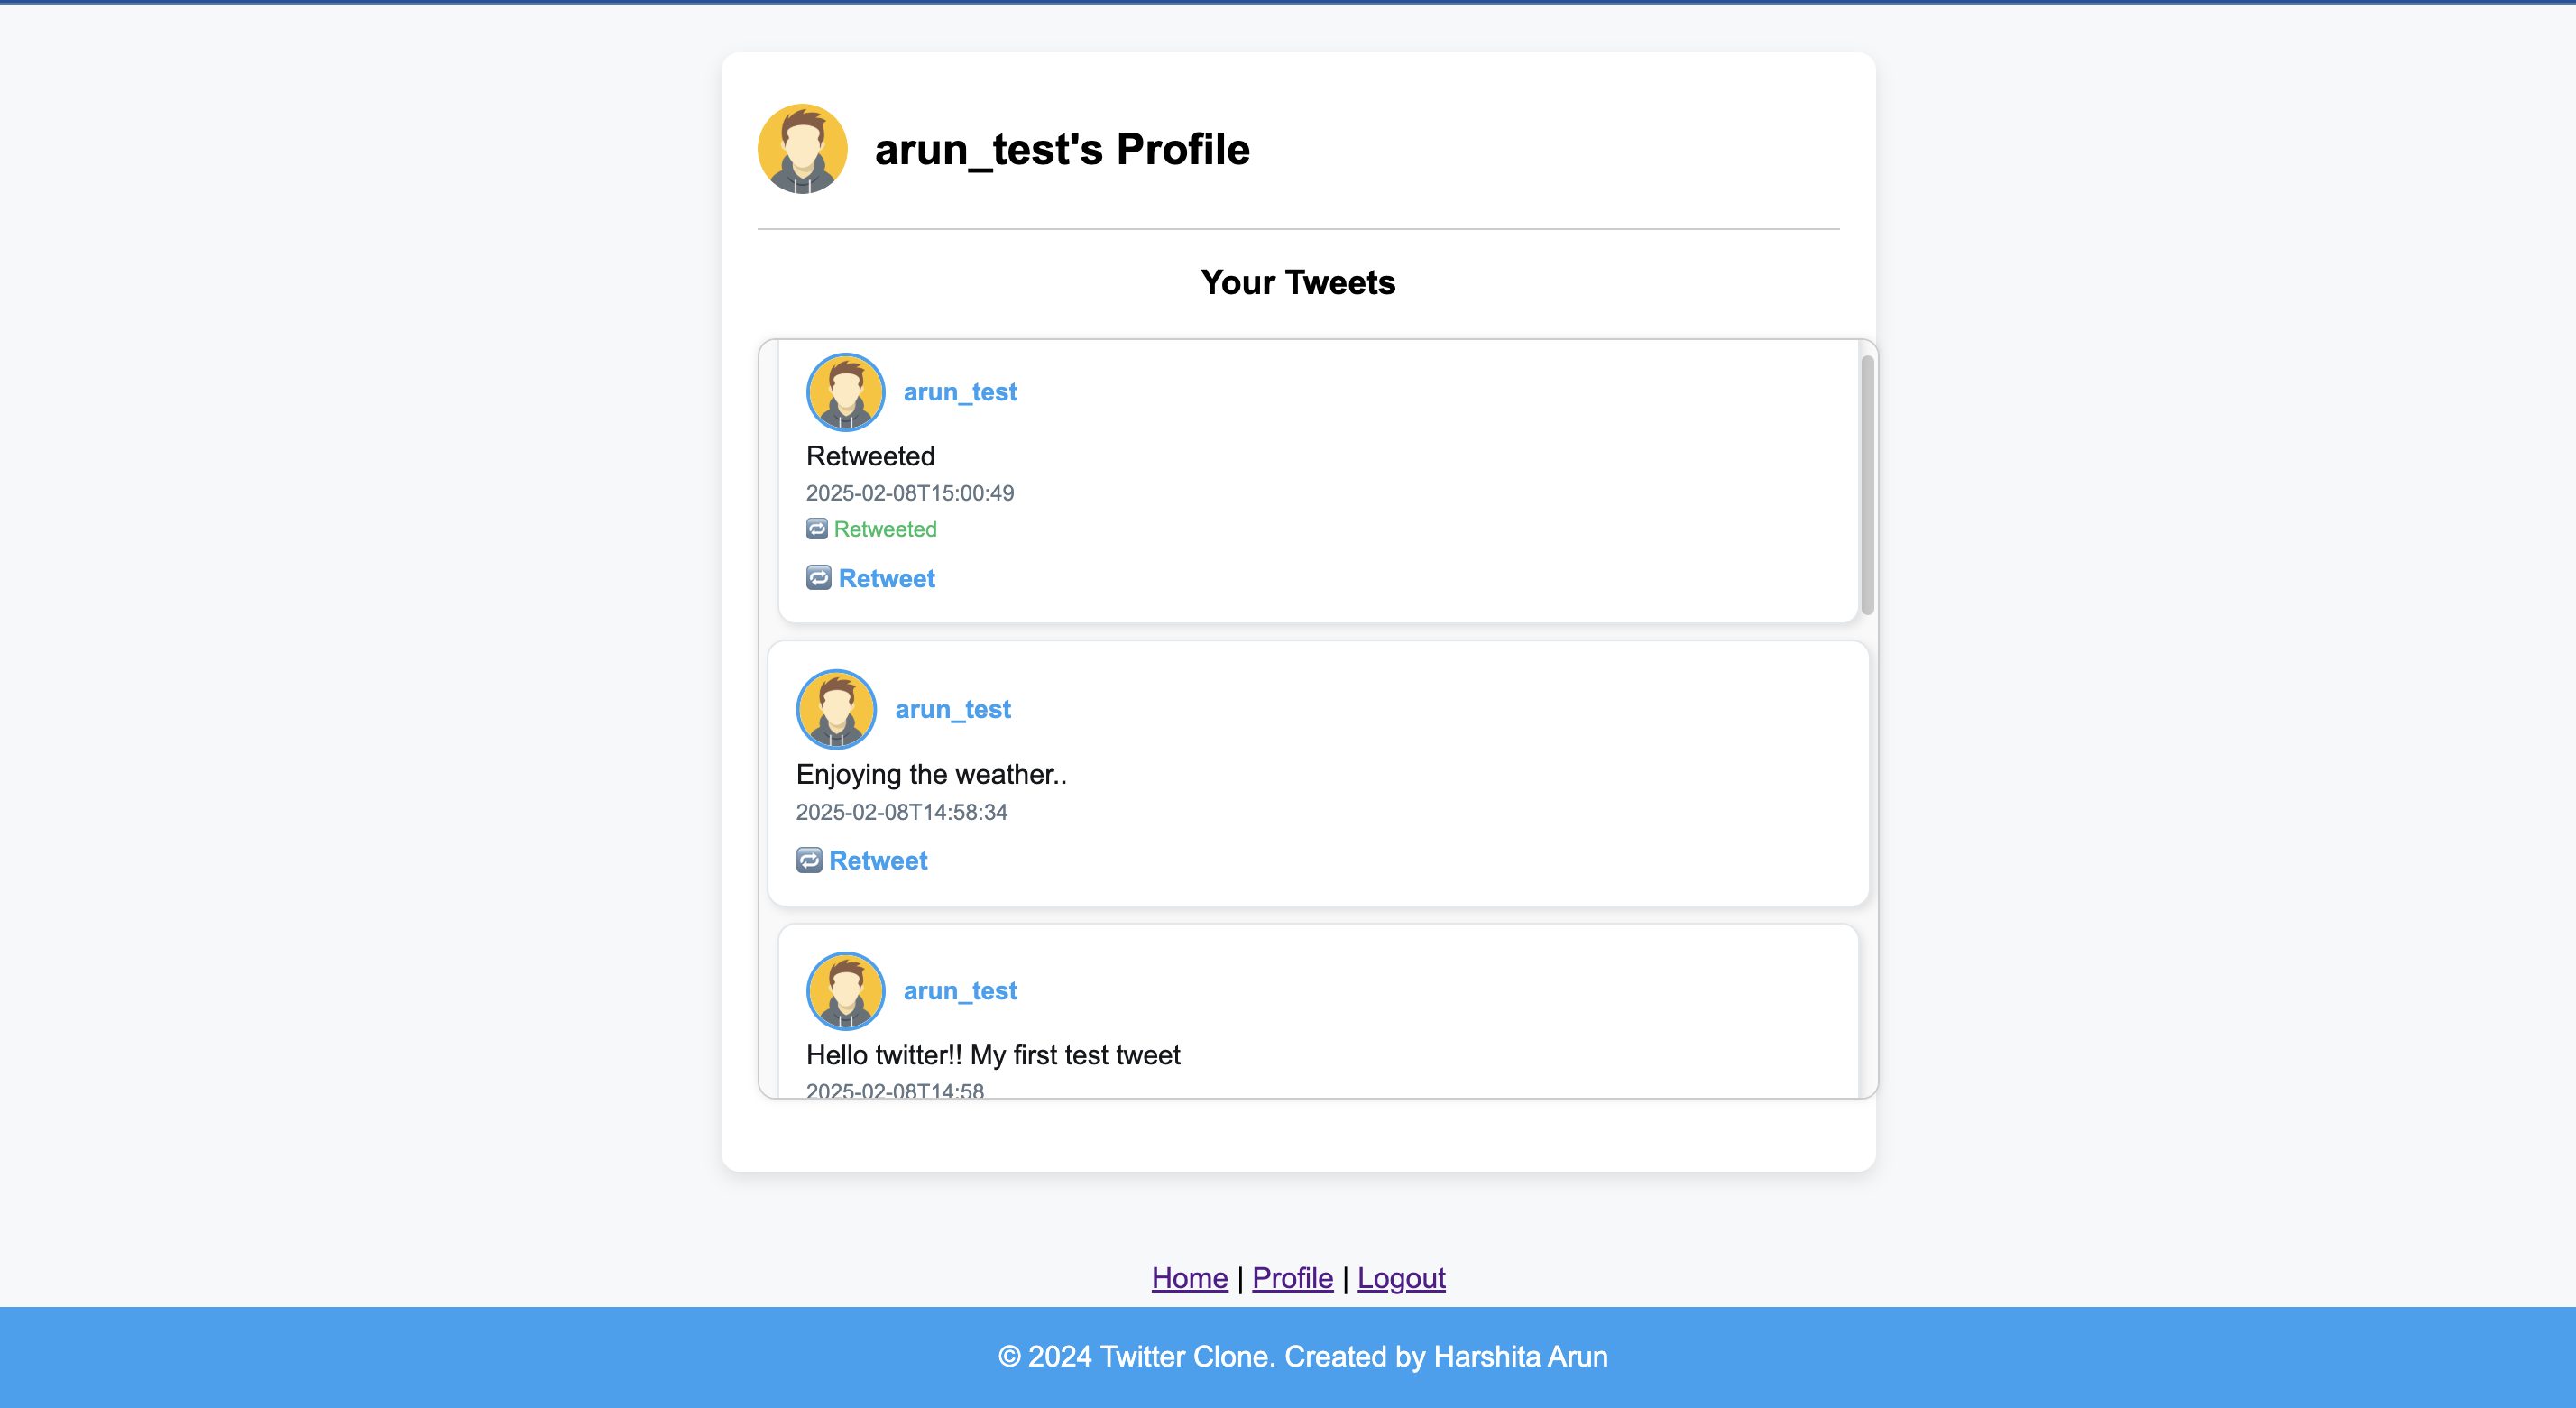 arun_test's Profile
Your Tweets
arun_test
Retweeted
2025-02-08T15:00:49
Retweeted
Retweet
arun_test
Enjoying the weather..
2025-02-08T14:58:34
Retweet
arun_test
Hello twitter!! My first test tweet
2025-02-08T14:58
Home | Profile | Logout
© 2024 Twitter Clone. Created by Harshita Arun